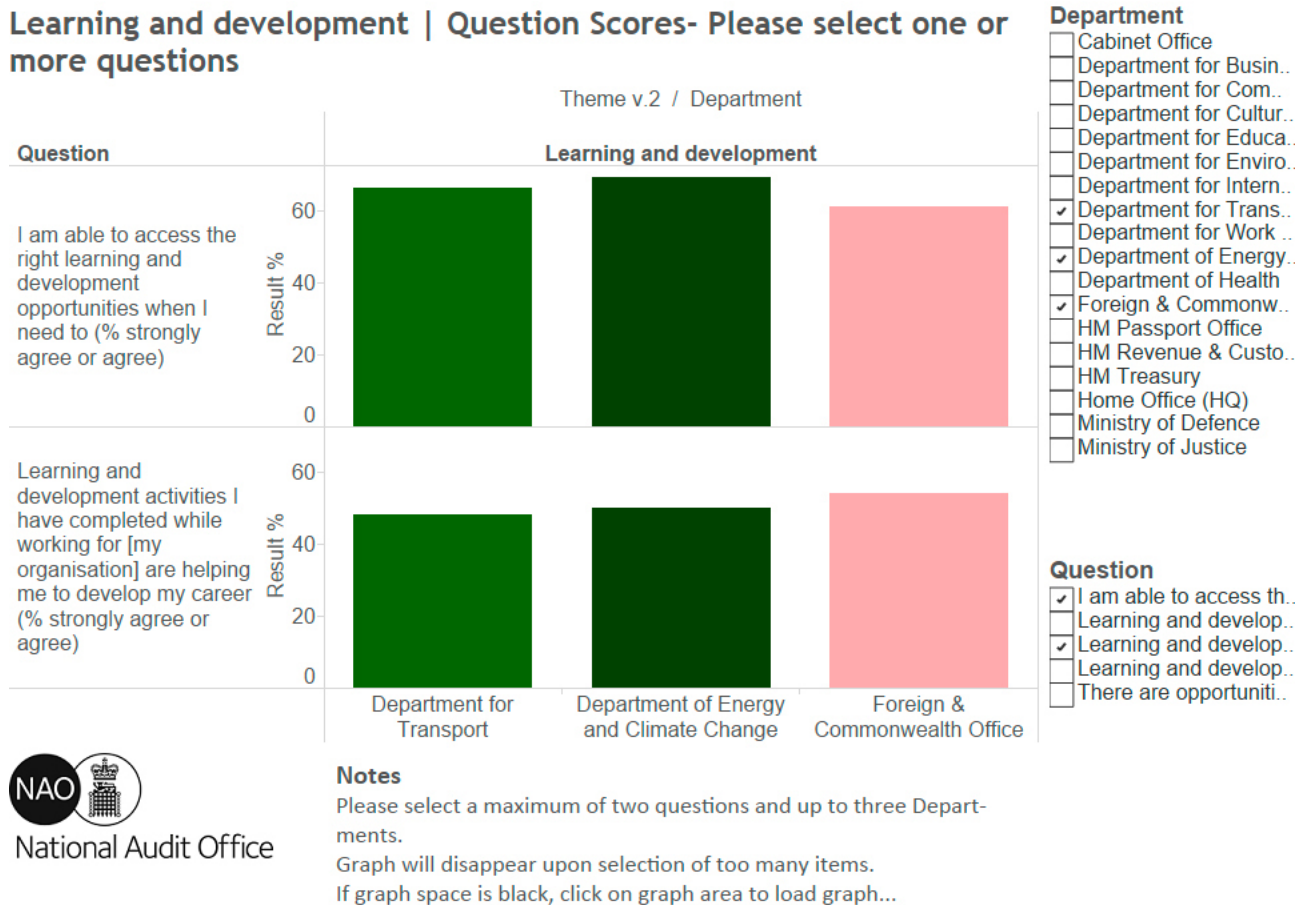 Learning and development | Question Scores- Please select one or
more questions
Theme v.2 / Department
Question
Learning and development
I am able to access the
right learning and
development
opportunities when I
need to (% strongly
agree or agree)
Result %
60
40
20
0
Learning and
development activities I
have completed while
working for [my
organisation] are helping
me to develop my career
(% strongly agree or
agree)
Result %
60
40
20
0
Department for
Transport
Department of Energy
and Climate Change
Foreign &
Commonwealth Office
Department
Cabinet Office
Department for Busin..
Department for Com..
Department for Cultur..
Department for Educa..
Department for Enviro..
Department for Intern..
Department for Trans..
Department for Work ..
Department of Energy..
Department of Health
Foreign & Commonw..
HM Passport Office
HM Revenue & Custo..
HM Treasury
Home Office (HQ)
Ministry of Defence
Ministry of Justice
Question
I am able to access th..
Learning and develop..
Learning and develop..
Learning and develop..
There are opportuniti..
NAO
National Audit Office
Notes
Please select a maximum of two questions and up to three Depart-
ments.
Graph will disappear upon selection of too many items.
If graph space is black, click on graph area to load graph...